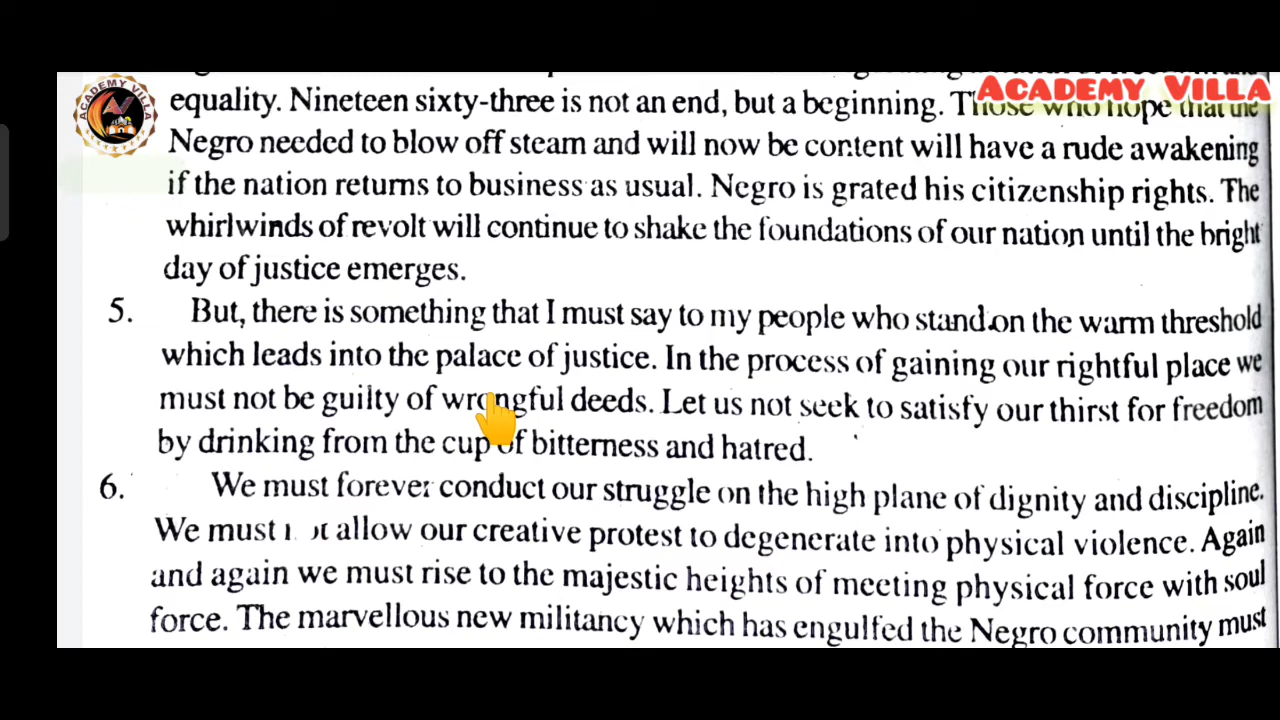 ACADEMY VILLA
ACADEMY VILLA
equality. Nineteen sixty-three is not an end, but a beginning. Those who hope that the
Negro needed to blow off steam and will now be content will have a rude awakening
if the nation returns to business as usual. Negro is grated his citizenship rights. The
whirlwinds of revolt will continue to shake the foundations of our nation until the bright
day of justice emerges.
5. But, there is something that I must say to my people who stand on the warm threshold
which leads into the palace of justice. In the process of gaining our rightful place we
must not be guilty of wrongful deeds. Let us not seek to satisfy our thirst for freedom
by drinking from the cup of bitterness and hatred.
6. We must forever conduct our struggle on the high plane of dignity and discipline.
We must not allow our creative protest to degenerate into physical violence. Again
and again we must rise to the majestic heights of meeting physical force with soul
force. The marvellous new militancy which has engulfed the Negro community must